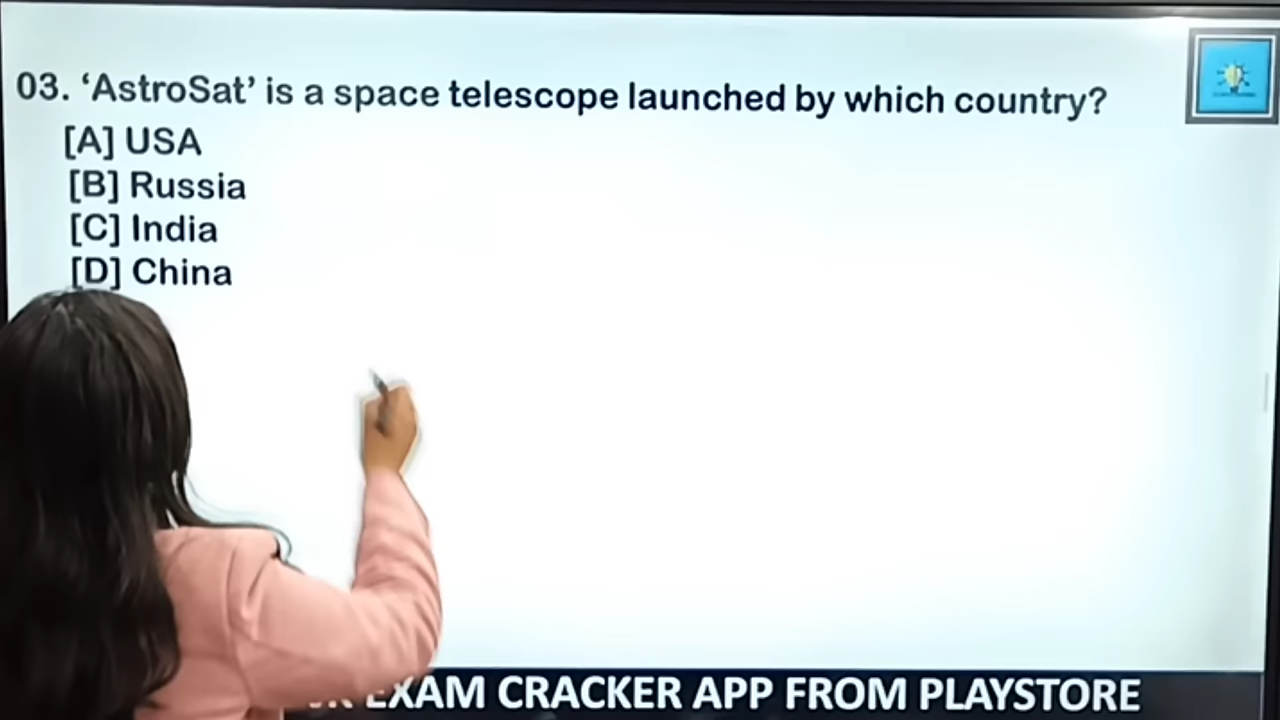 03. ‘AstroSat’ is a space telescope launched by which country?
[A] USA
[B] Russia
[C] India
[D] China
EXAM CRACKER APP FROM PLAYSTORE